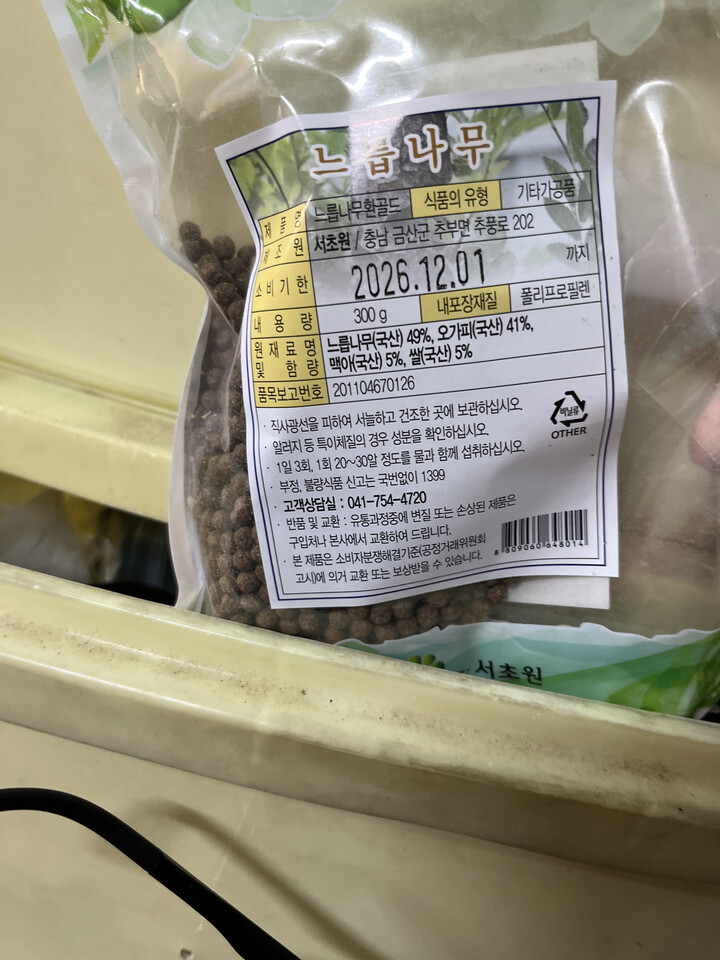 느릅나무
제품명 느릅나무환골드 식품의 유형 기타가공품
제조원 서초원 / 충남 금산군 추부면 추풍로 202
소비기한 2026.12.01 까지
내용량 300 g 내포장재질 폴리프로필렌
원재료명 및 함량 느릅나무(국산) 49%, 오가피(국산) 41%,
맥아(국산) 5%, 쌀(국산) 5%
품목보고번호 201104670126
· 직사광선을 피하여 서늘하고 건조한 곳에 보관하십시오.
· 알러지 등 특이체질의 경우 성분을 확인하십시오.
· 1일 3회, 1회 20~30알 정도를 물과 함께 섭취하십시오.
· 부정, 불량식품 신고는 국번없이 1399
· 고객상담실 : 041-754-4720
· 반품 및 교환 : 유통과정중에 변질 또는 손상된 제품은
구입처나 본사에서 교환하여 드립니다.
· 본 제품은 소비자분쟁해결기준(공정거래위원회
고시)에 의거 교환 또는 보상받을 수 있습니다.
비닐류
OTHER
8 809060 648014
서초원